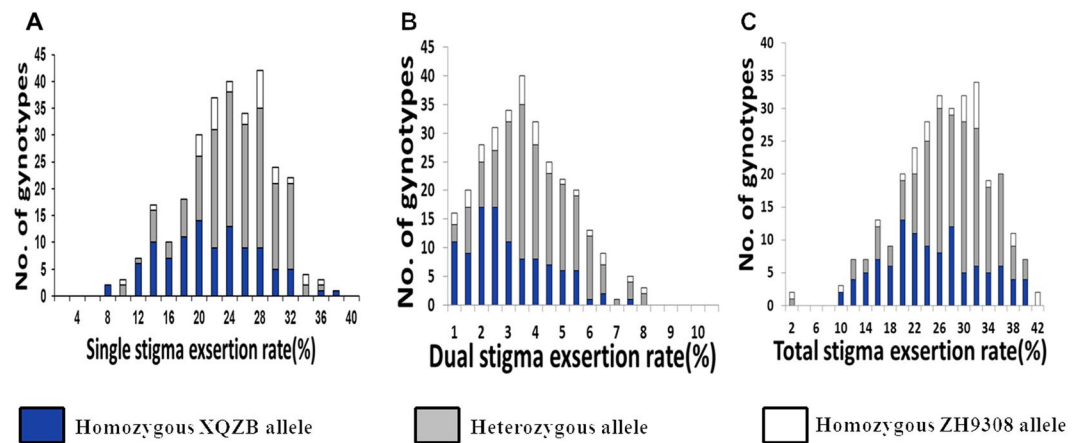 A
B
C
No. of gynotypes
45
40
35
30
25
20
15
10
5
0
4 8 12 16 20 24 28 32 36 40
Single stigma exsertion rate(%)
No. of gynotypes
45
40
35
30
25
20
15
10
5
0
1 2 3 4 5 6 7 8 9 10
Dual stigma exsertion rate(%)
No. of gynotypes
40
35
30
25
20
15
10
5
0
2 6 10 14 18 22 26 30 34 38 42
Total stigma exsertion rate(%)
Homozygous XQZB allele
Heterozygous allele
Homozygous ZH9308 allele